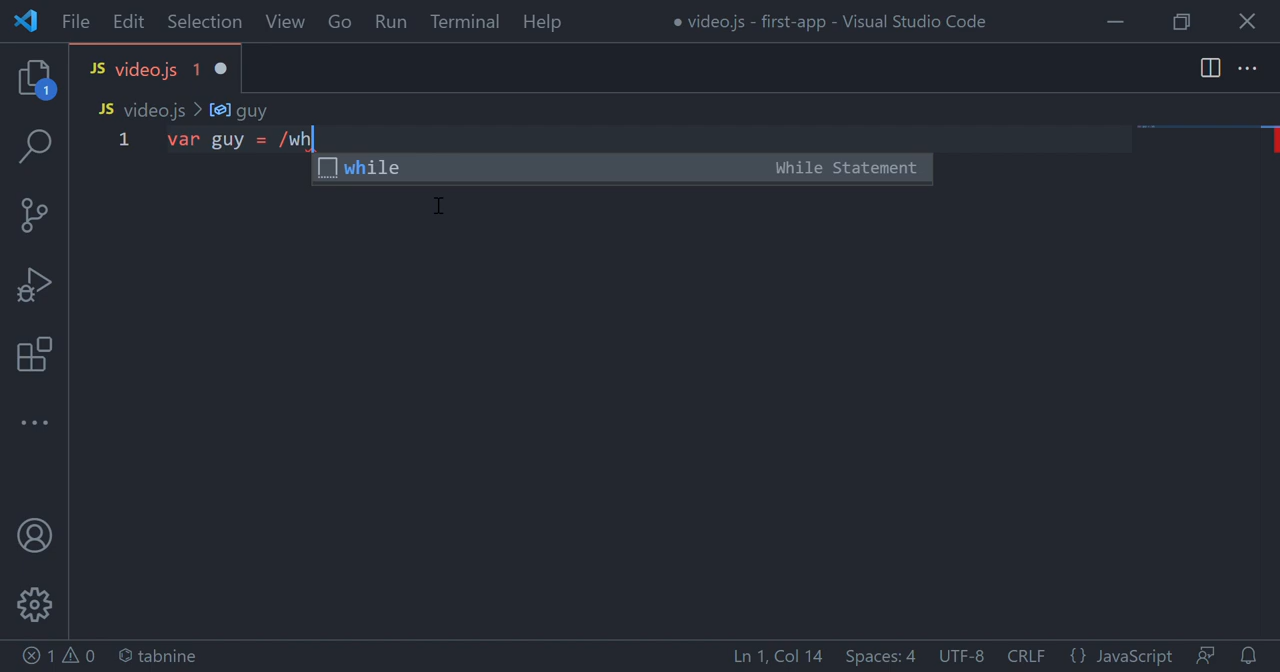 File Edit Selection View Go Run Terminal Help ● video.js - first-app - Visual Studio Code
JS video.js 1 ●
1
JS video.js > guy
1 var guy = /wh
while While Statement
1 0 tabnine Ln 1, Col 14 Spaces: 4 UTF-8 CRLF {} JavaScript